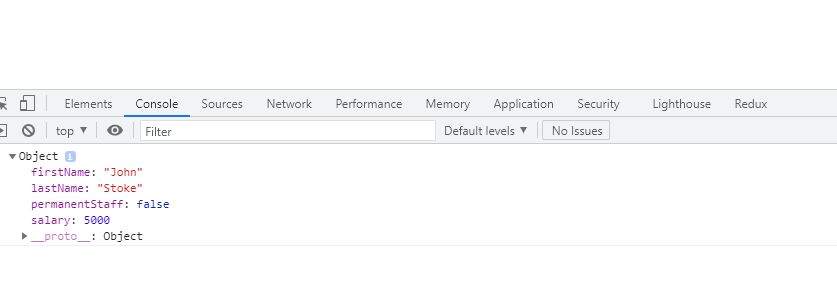 Elements Console Sources Network Performance Memory Application Security Lighthouse Redux
top Filter Default levels No Issues
Object i
firstName: "John"
lastName: "Stoke"
permanentStaff: false
salary: 5000
__proto__: Object